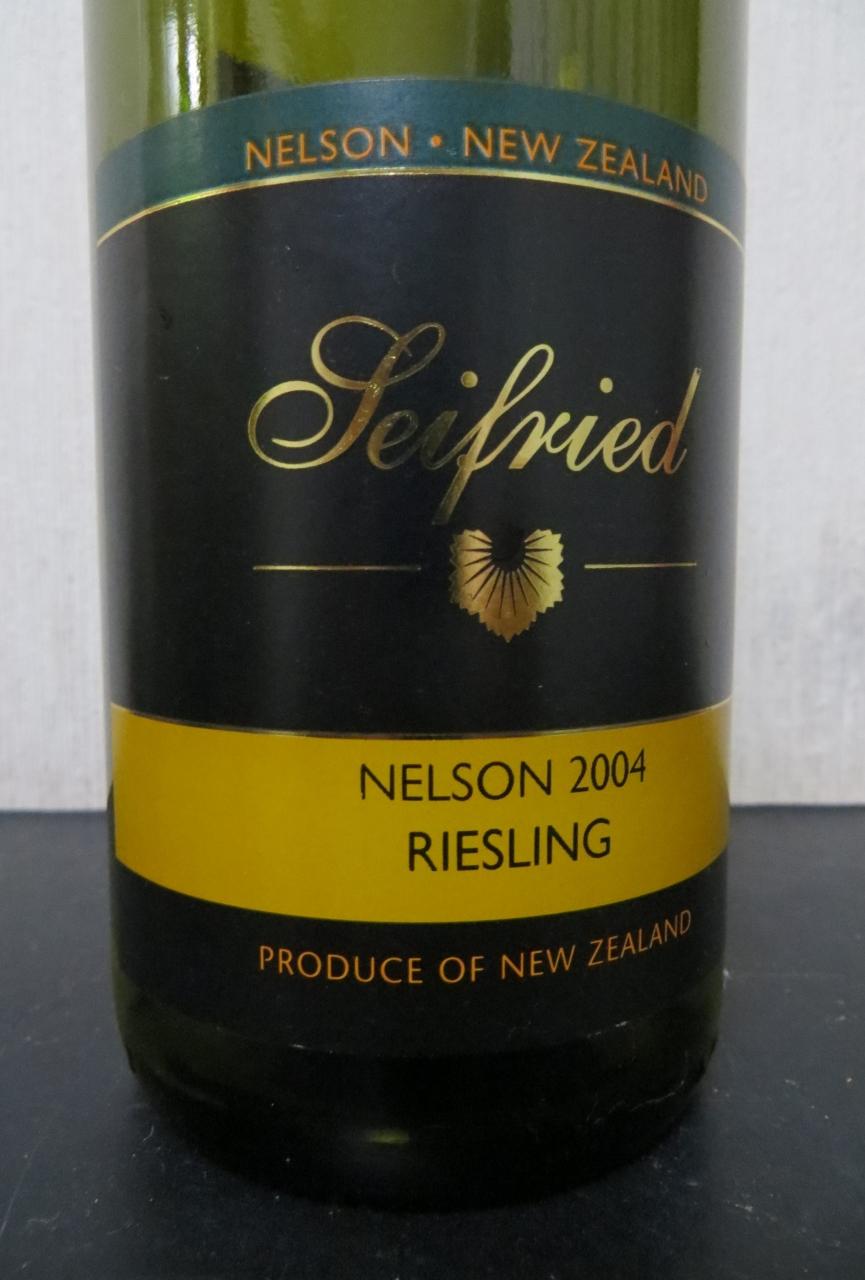 NELSON • NEW ZEALAND
Seifried
NELSON 2004
RIESLING
PRODUCE OF NEW ZEALAND